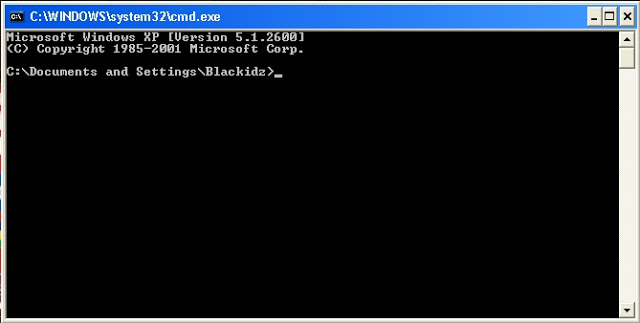 C:\WINDOWS\system32\cmd.exe
Microsoft Windows XP [Version 5.1.2600]
(C) Copyright 1985-2001 Microsoft Corp.
C:\Documents and Settings\Blackidz>_